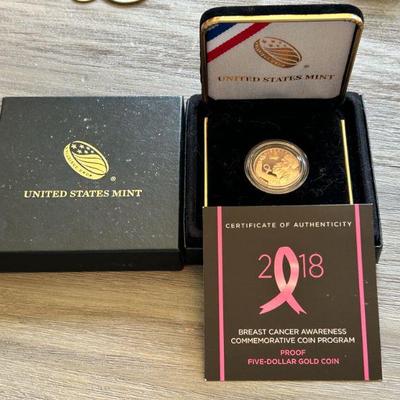 UNITED STATES MINT
UNITED STATES MINT
CERTIFICATE OF AUTHENTICITY
2018
BREAST CANCER AWARENESS
COMMEMORATIVE COIN PROGRAM
PROOF
FIVE-DOLLAR GOLD COIN